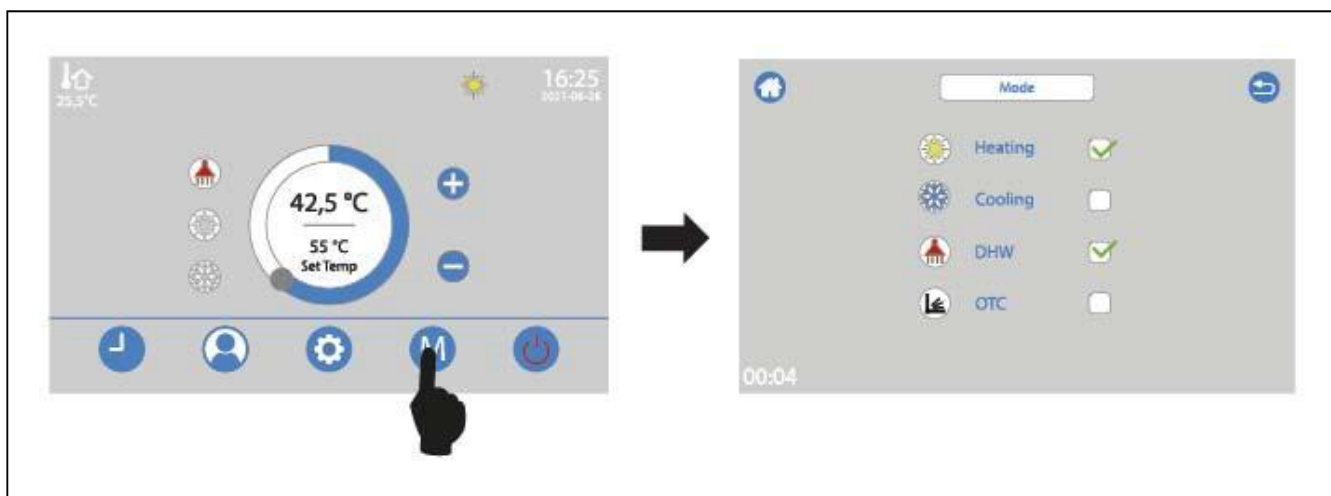 25,5°C
16:25
2021-06-26
42,5 °C
55 °C
Set Temp
M
Mode
Heating
Cooling
DHW
OTC
00:04